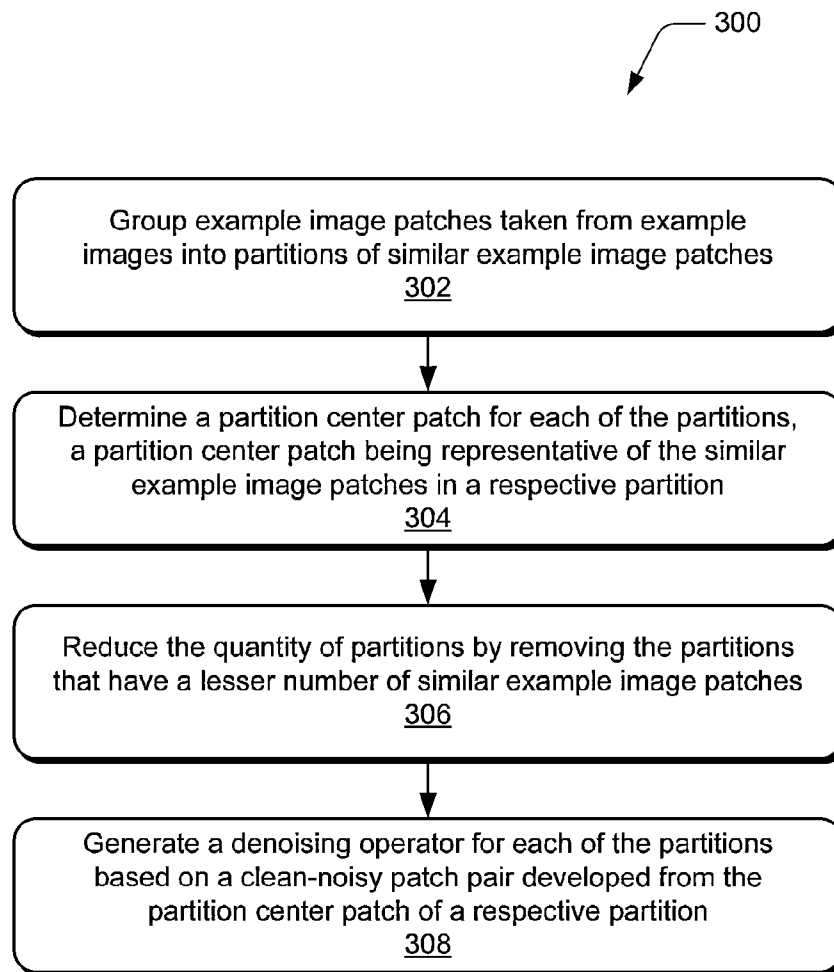 300
Group example image patches taken from example
images into partitions of similar example image patches
302
Determine a partition center patch for each of the partitions,
a partition center patch being representative of the similar
example image patches in a respective partition
304
Reduce the quantity of partitions by removing the partitions
that have a lesser number of similar example image patches
306
Generate a denoising operator for each of the partitions
based on a clean-noisy patch pair developed from the
partition center patch of a respective partition
308